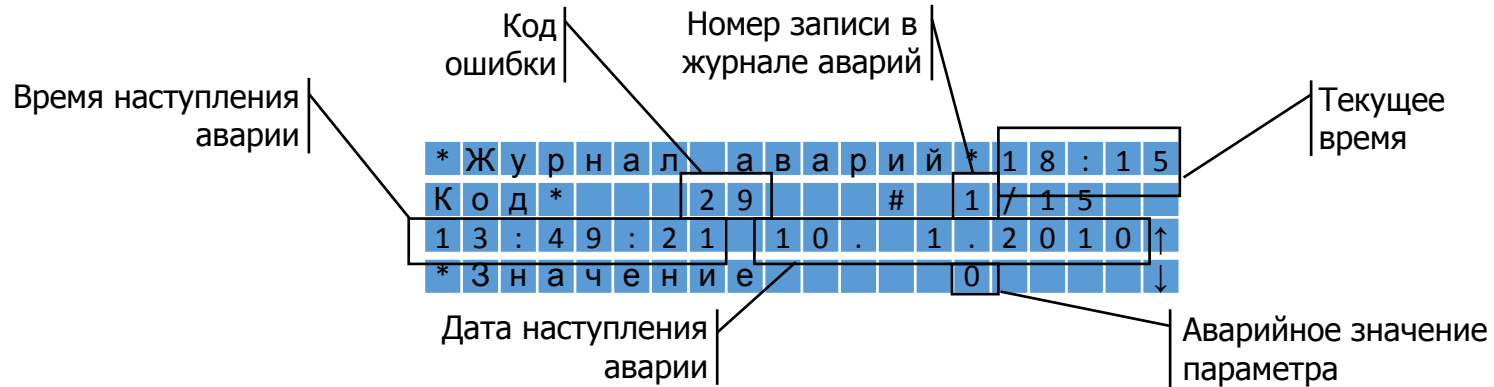 Код
ошибки
Номер записи в
журнале аварий
Время наступления
аварии
Текущее
время
*Журнал аварий*18:15
Код* 29 # 1/15
13:49:21 10. 1.2010↑
*Значение 0 ↓
Дата наступления
аварии
Аварийное значение
параметра